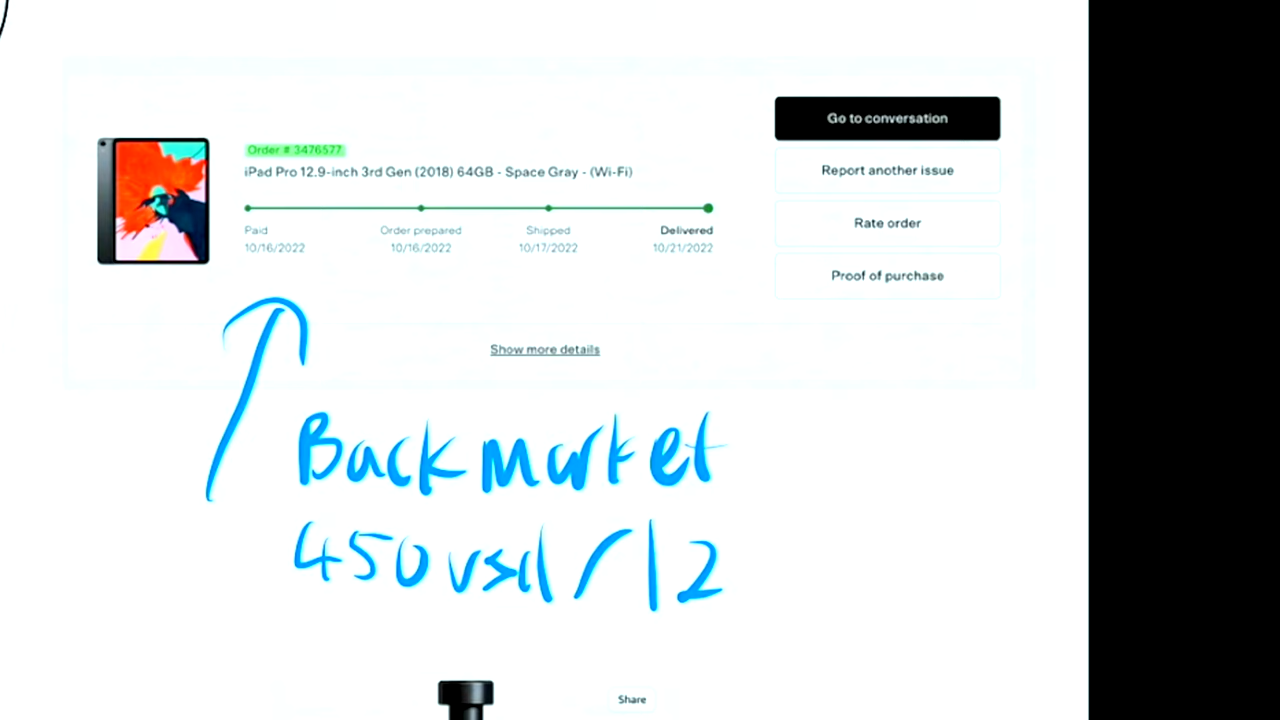 Go to conversation
Order # 3476577
iPad Pro 12.9-inch 3rd Gen (2018) 64GB - Space Gray - (Wi-Fi)
Report another issue
Rate order
Paid
Order prepared
Shipped
Delivered
10/16/2022
10/16/2022
10/17/2022
10/21/2022
Proof of purchase
Show more details
Back market
450 usd / 12
Share